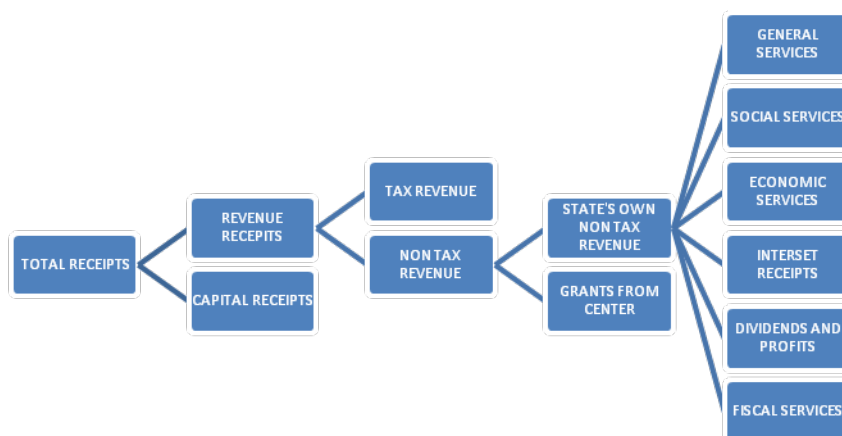 GENERAL
SERVICES
SOCIAL SERVICES
TAX REVENUE
ECONOMIC
SERVICES
REVENUE
RECEPITS
STATE'S OWN
NON TAX
REVENUE
TOTAL RECEIPTS
NON TAX
REVENUE
INTERSET
RECEIPTS
CAPITAL RECEIPTS
GRANTS FROM
CENTER
DIVIDENDS AND
PROFITS
FISCAL SERVICES